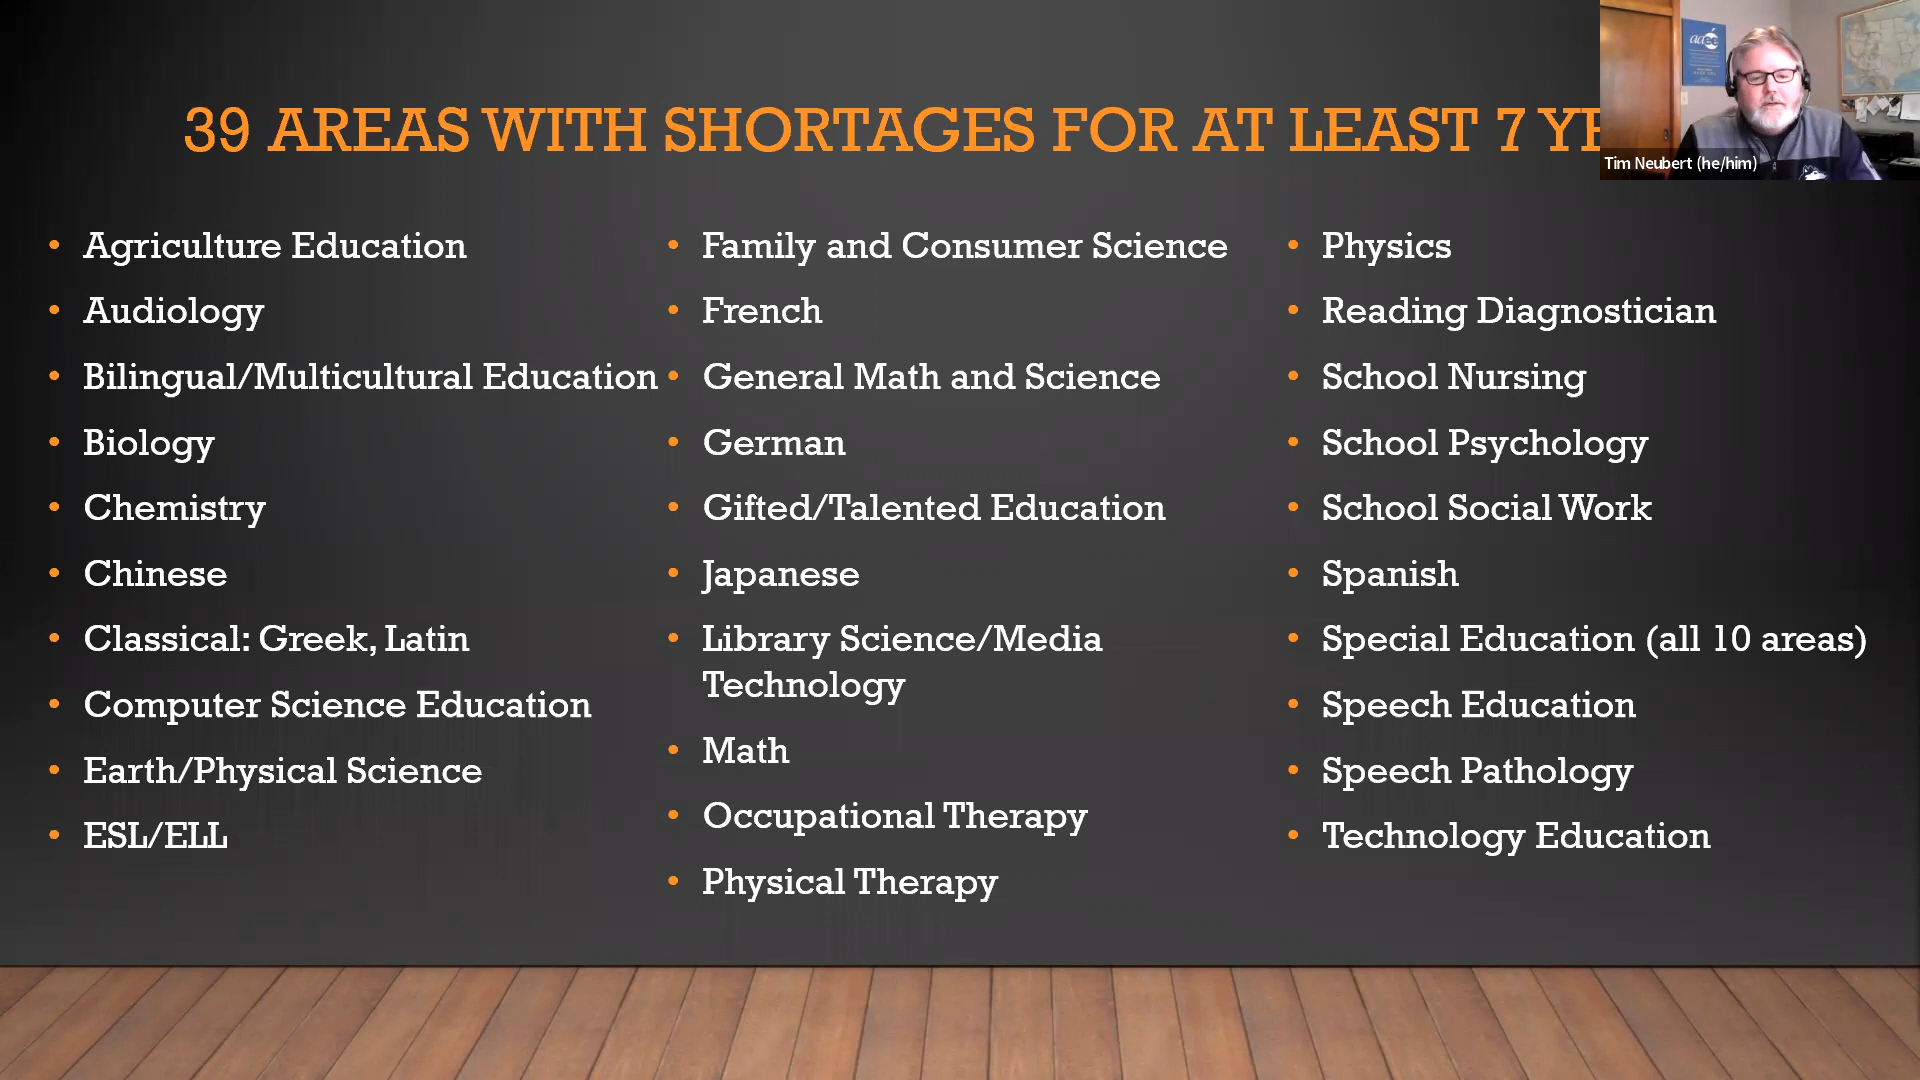 39 AREAS WITH SHORTAGES FOR AT LEAST 7
aaee
Tim Neubert (he/him)
• Agriculture Education
• Audiology
• Bilingual/Multicultural Education
• Biology
• Chemistry
• Chinese
• Classical: Greek, Latin
• Computer Science Education
• Earth/Physical Science
• ESL/ELL
• Family and Consumer Science
• French
• General Math and Science
• German
• Gifted/Talented Education
• Japanese
• Library Science/Media
Technology
• Math
• Occupational Therapy
• Physical Therapy
• Physics
• Reading Diagnostician
• School Nursing
• School Psychology
• School Social Work
• Spanish
• Special Education (all 10 areas)
• Speech Education
• Speech Pathology
• Technology Education